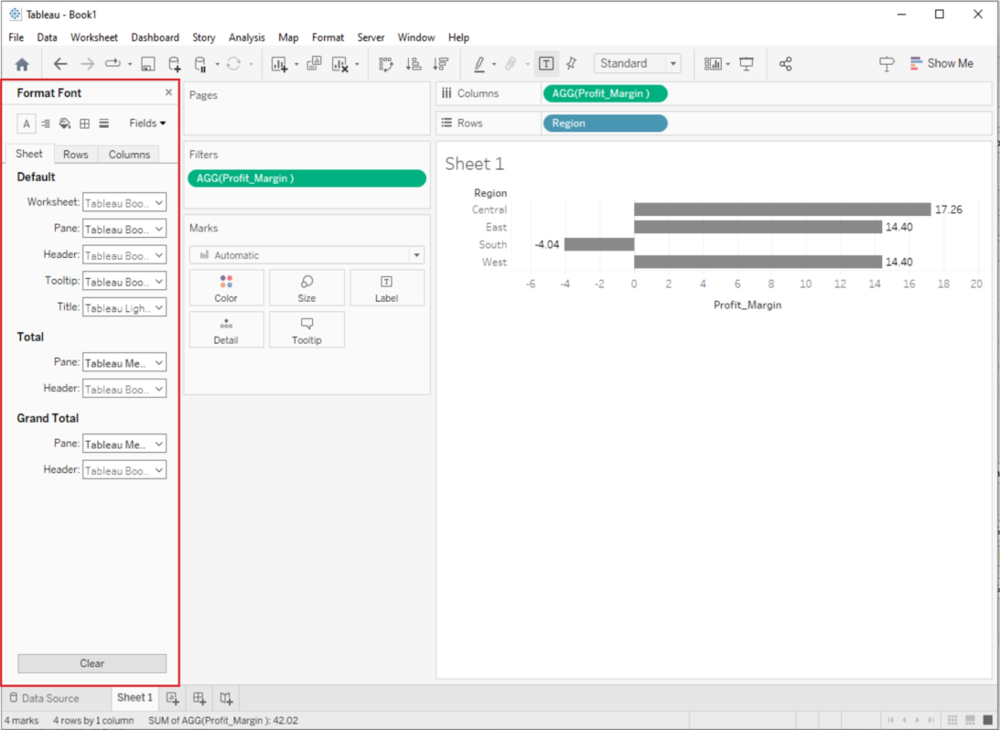 Tableau - Book1
File Data Worksheet Dashboard Story Analysis Map Format Server Window Help
Standard
Show Me
Format Font
A
Fields
Sheet Rows Columns
Default
Worksheet: Tableau Boo..
Pane: Tableau Boo..
Header: Tableau Boo..
Tooltip: Tableau Boo..
Title: Tableau Ligh..
Total
Pane: Tableau Me..
Header: Tableau Boo..
Grand Total
Pane: Tableau Me..
Header: Tableau Boo..
Clear
Pages
Filters
AGG(Profit_Margin )
Marks
Automatic
Color Size Label
Detail Tooltip
Columns AGG(Profit_Margin )
Rows Region
Sheet 1
Region
Central 17.26
East 14.40
South -4.04
West 14.40
-6 -4 -2 0 2 4 6 8 10 12 14 16 18 20
Profit_Margin
Data Source Sheet 1
4 marks 4 rows by 1 column SUM of AGG(Profit_Margin ): 42.02